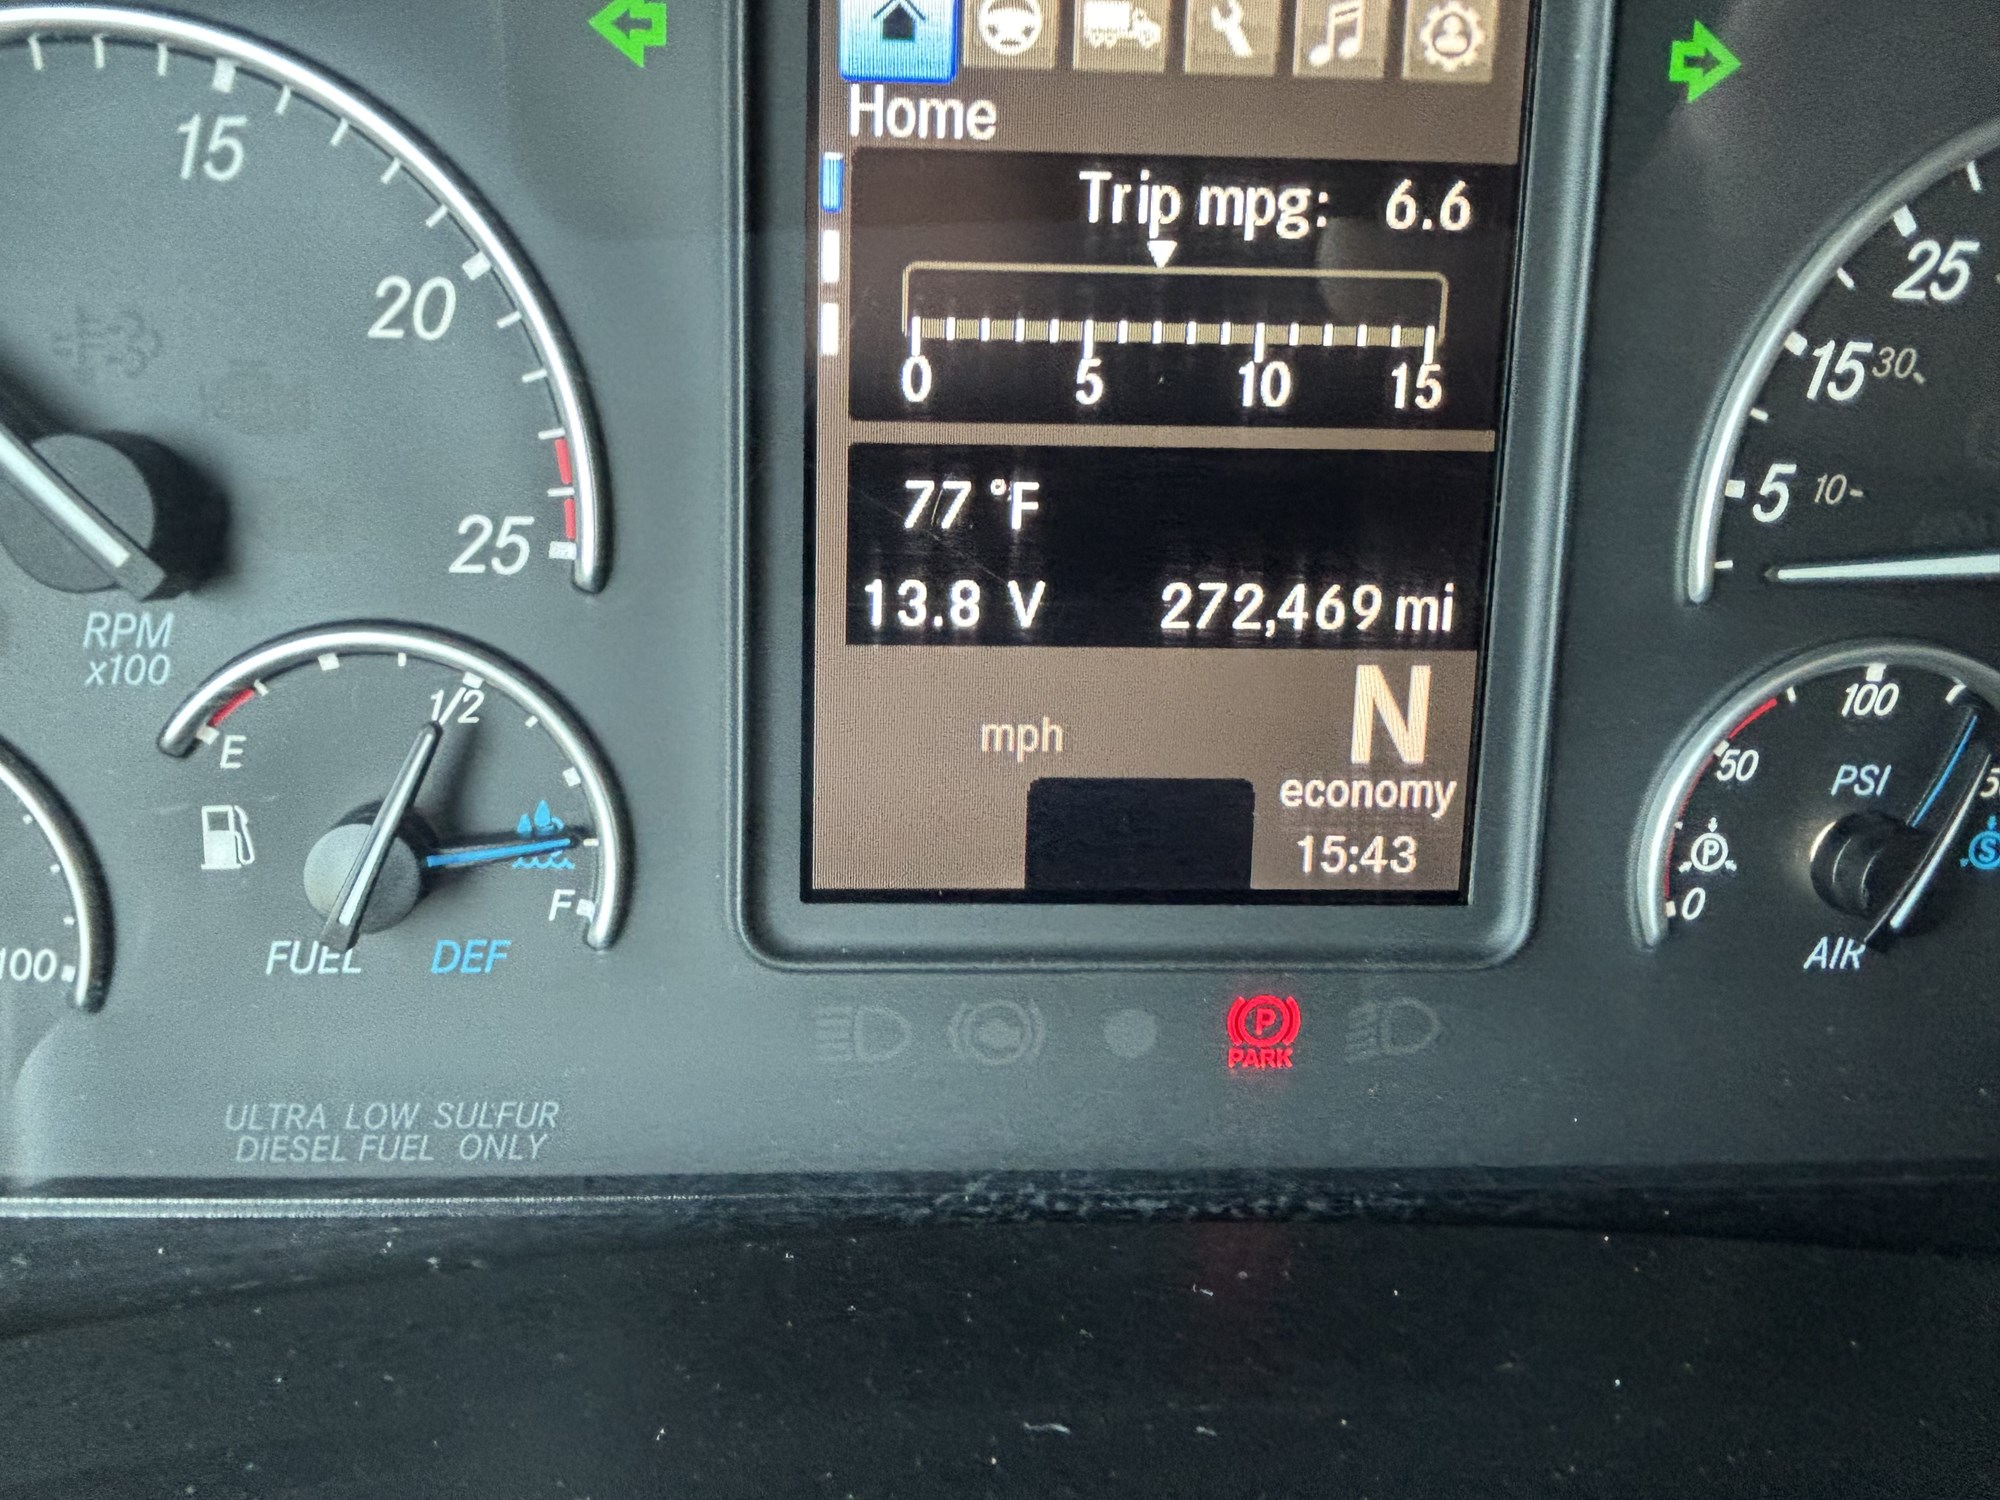 Home
Trip mpg: 6.6
0 5 10 15
77 °F
13.8 V 272,469 mi
mph
N
economy
15:43
15
20
25
RPM
x100
E
1/2
F
FUEL DEF
100
ULTRA LOW SULFUR
DIESEL FUEL ONLY
P
PARK
25
15 30
5 10
100
50
PSI
P
S
0
AIR